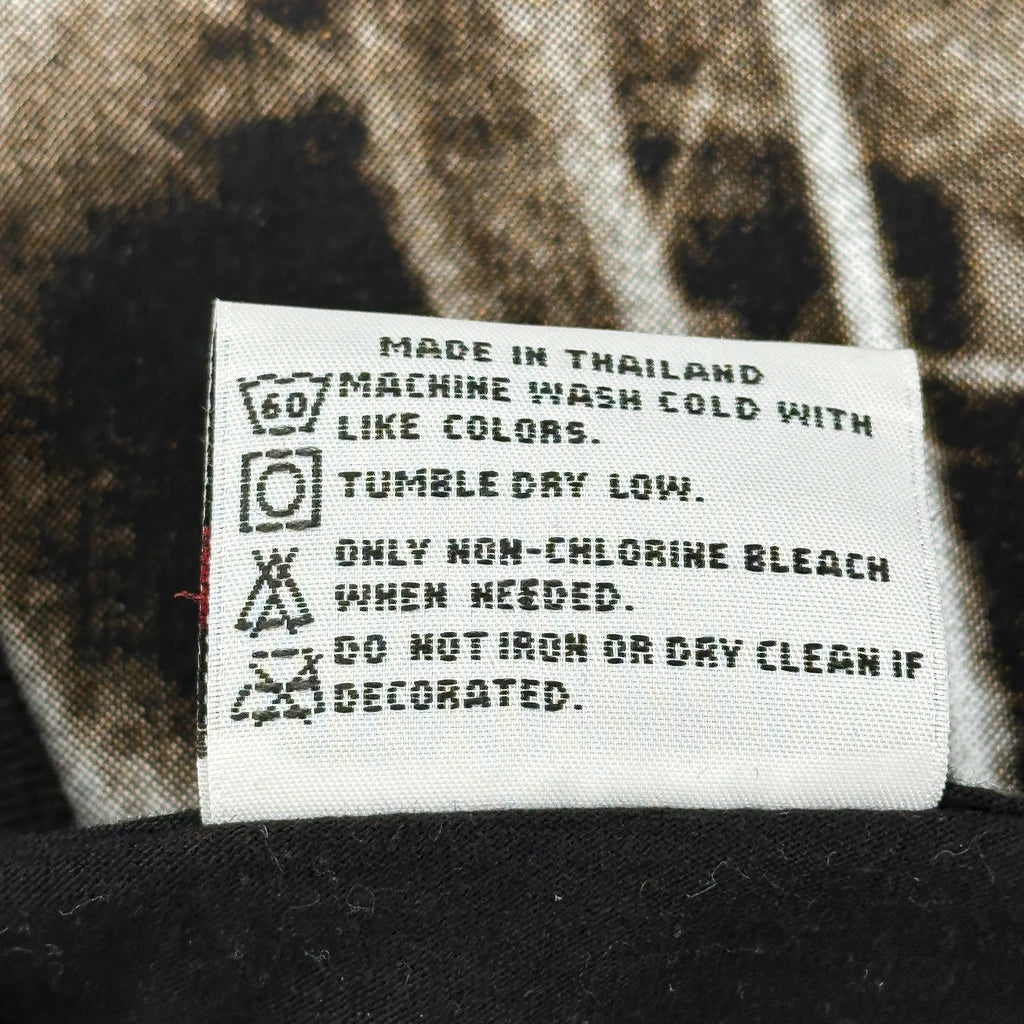 MADE IN THAILAND
60 MACHINE WASH COLD WITH
LIKE COLORS.
TUMBLE DRY LOW.
ONLY NON-CHLORINE BLEACH
WHEN NEEDED.
DO NOT IRON OR DRY CLEAN IF
DECORATED.